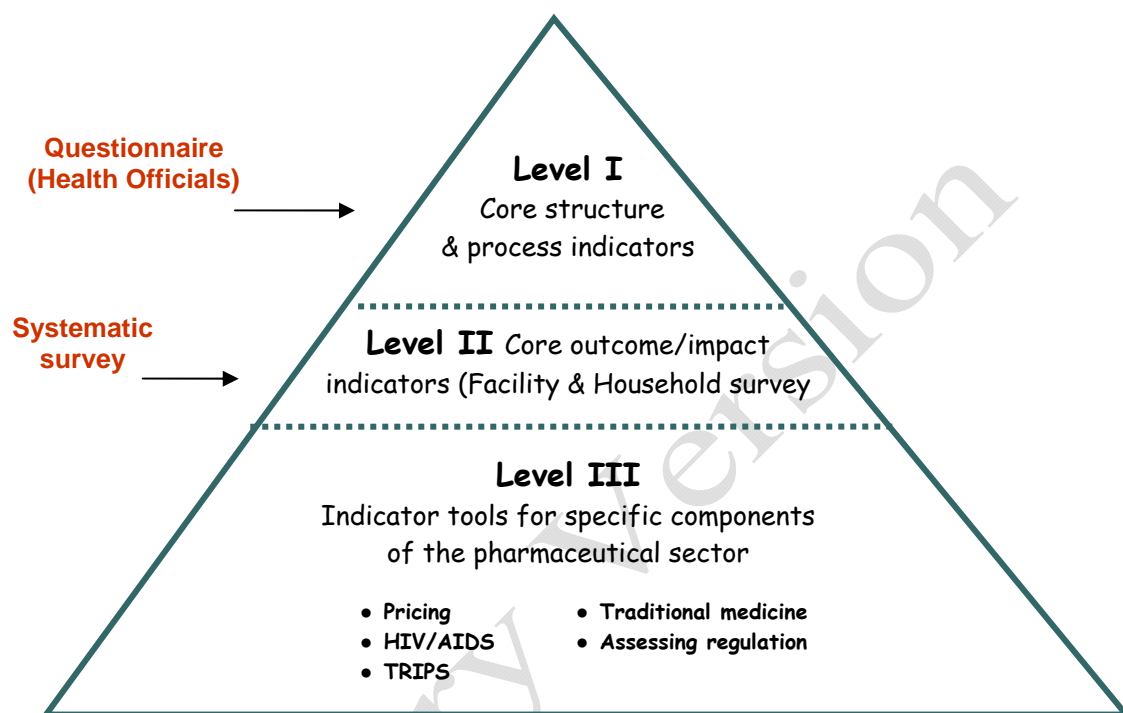 Questionnaire
(Health Officials)
Level I
Core structure
& process indicators
Systematic
survey
Level II Core outcome/impact
indicators (Facility & Household survey
Level III
Indicator tools for specific components
of the pharmaceutical sector
● Pricing
● HIV/AIDS
● TRIPS
● Traditional medicine
● Assessing regulation
Version